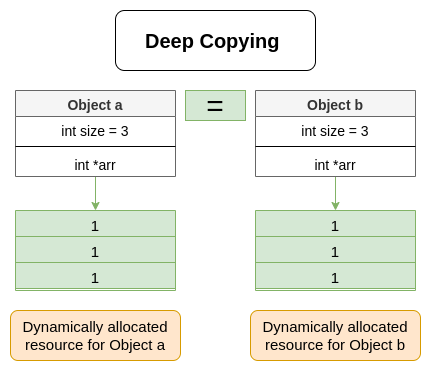 Deep Copying
Object a
=
Object b
int size = 3
int size = 3
int *arr
int *arr
1
1
1
1
1
1
Dynamically allocated
resource for Object a
Dynamically allocated
resource for Object b